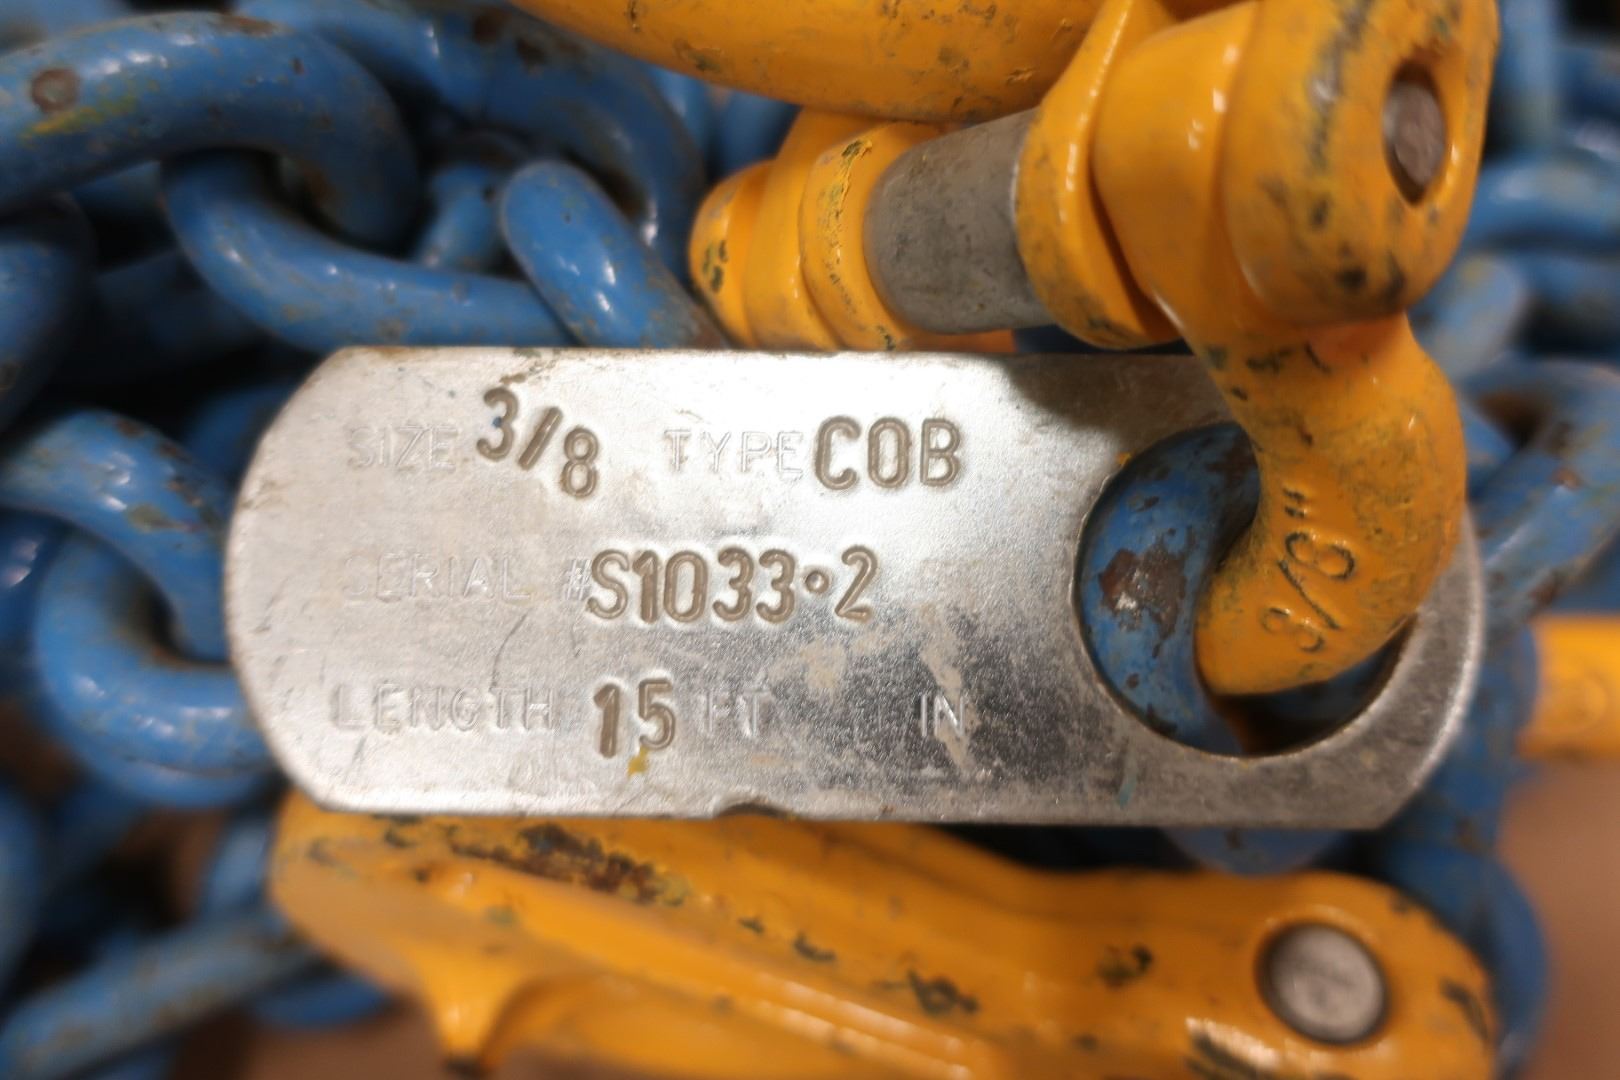 SIZE 3/8 TYPE COB
SERIAL #S1033•2
LENGTH 15 FT IN
3/8"